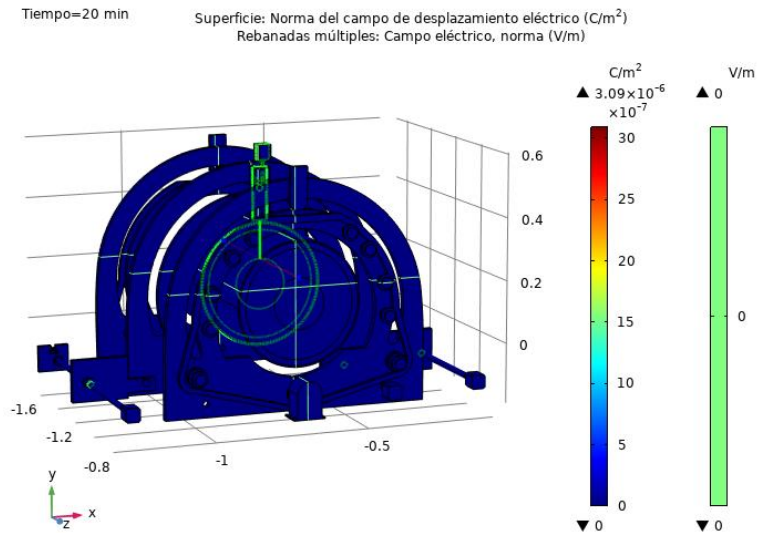 Tiempo=20 min
Superficie: Norma del campo de desplazamiento eléctrico (C/m²)
Rebanadas múltiples: Campo eléctrico, norma (V/m)
C/m²
V/m
▲ 3.09×10⁻⁶
▲ 0
×10⁻⁷
30
25
20
15
10
5
0
▼ 0
0
▼ 0
0.6
0.4
0.2
0
-1.6
-1.2
-0.8
-1
-0.5
y
z
x